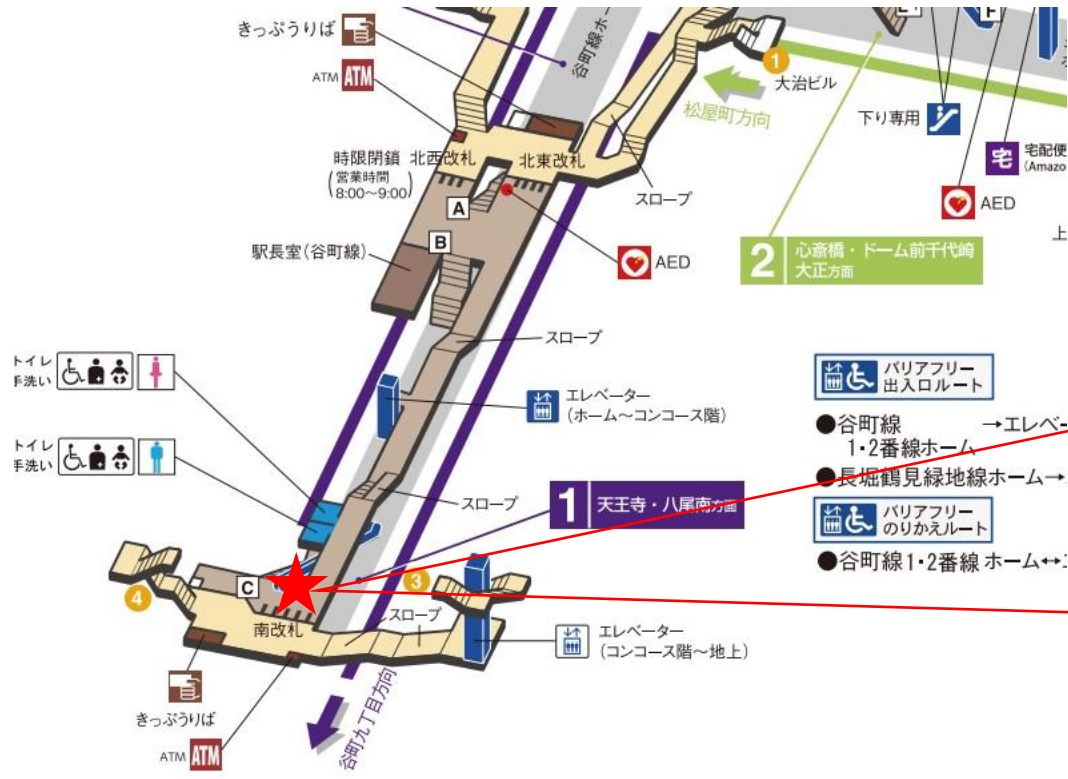 きっぷうりば
ATM ATM
谷町線ホー
1
大治ビル
松屋町方向
下り専用
宅 宅配便
(Amazo
時限閉鎖 北西改札
(営業時間
8:00～9:00)
北東改札
スロープ
AED
A
B
駅長室(谷町線)
AED
上
2 心斎橋・ドーム前千代崎
大正方面
スロープ
トイレ
手洗い
エレベーター
(ホーム～コンコース階)
バリアフリー
出入口ルート
●谷町線 →エレベー
1・2番線ホーム
●長堀鶴見緑地線ホーム→
トイレ
手洗い
スロープ
1 天王寺・八尾南方面
バリアフリー
のりかえルート
●谷町線1・2番線ホーム↔エ
C
4
3
南改札
スロープ
エレベーター
(コンコース階～地上)
きっぷうりば
ATM ATM
谷町九丁目方向